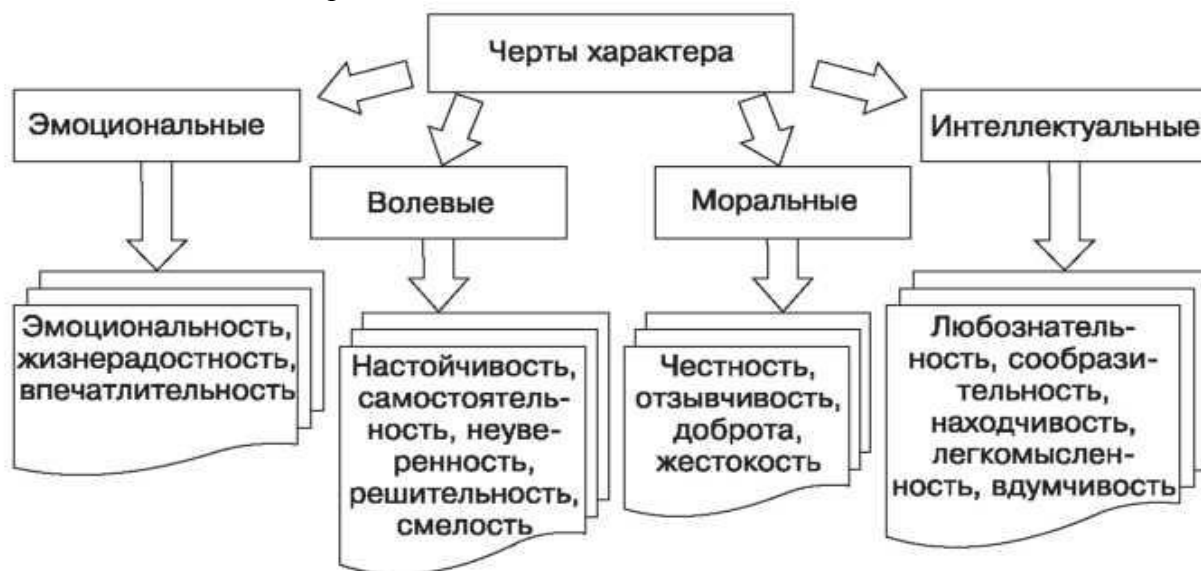 Черты характера
Эмоциональные
Волевые
Моральные
Интеллектуальные
Эмоциональность,
жизнерадостность,
впечатлительность
Настойчивость,
самостоятель-
ность, неуве-
ренность,
решительность,
смелость
Честность,
отзывчивость,
доброта,
жестокость
Любознатель-
ность, сообрази-
тельность,
находчивость,
легкомыслен-
ность, вдумчивость